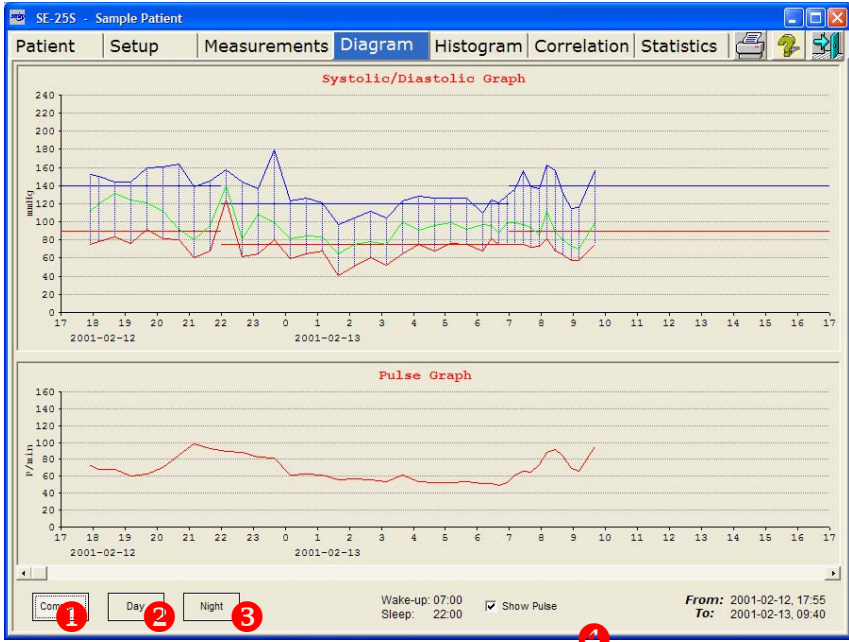 SE-25S - Sample Patient
Patient Setup Measurements Diagram Histogram Correlation Statistics
Systolic/Diastolic Graph
240
220
200
180
160
140
120
100
80
60
40
20
0
mmHg
17 18 19 20 21 22 23 0 1 2 3 4 5 6 7 8 9 10 11 12 13 14 15 16 17
2001-02-12 2001-02-13
Pulse Graph
160
140
120
100
80
60
40
20
0
P/min
17 18 19 20 21 22 23 0 1 2 3 4 5 6 7 8 9 10 11 12 13 14 15 16 17
2001-02-12 2001-02-13
1 Day 2 Night 3
Wake-up: 07:00
Sleep: 22:00
Show Pulse
From: 2001-02-12, 17:55
To: 2001-02-13, 09:40